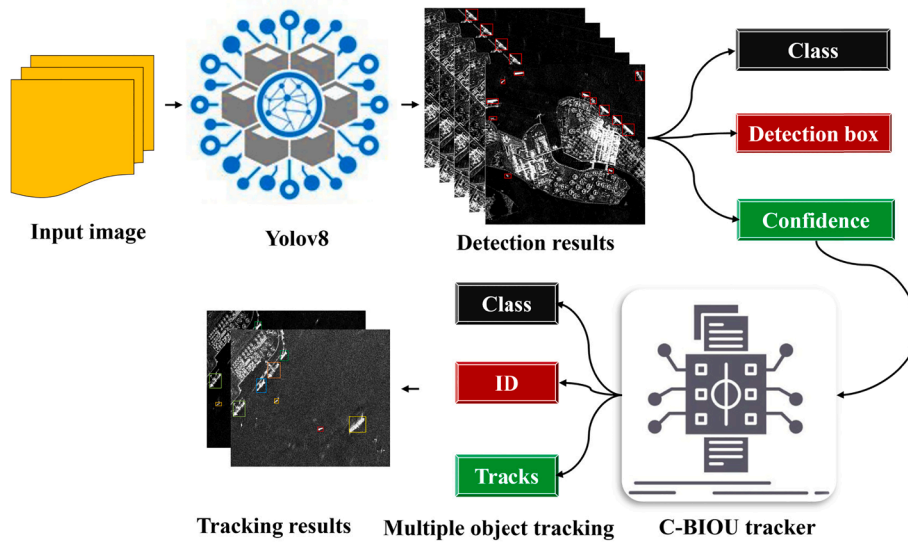 Class
Detection box
Confidence
Input image
Yolov8
Detection results
Class
ID
Tracks
Tracking results
Multiple object tracking
C-BIOU tracker